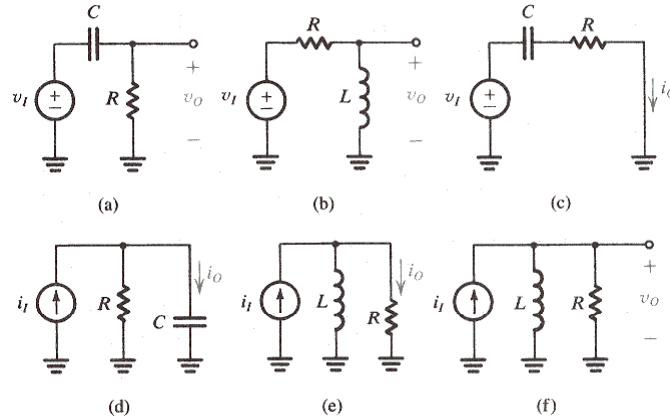 C
R
C
R
+
+
v_I
+
−
R
v_O
v_I
+
−
L
v_O
v_I
+
−
i_O
−
−
(a)
(b)
(c)
i_O
i_O
+
i_I
R
C
i_I
L
R
i_I
L
R
v_O
−
(d)
(e)
(f)